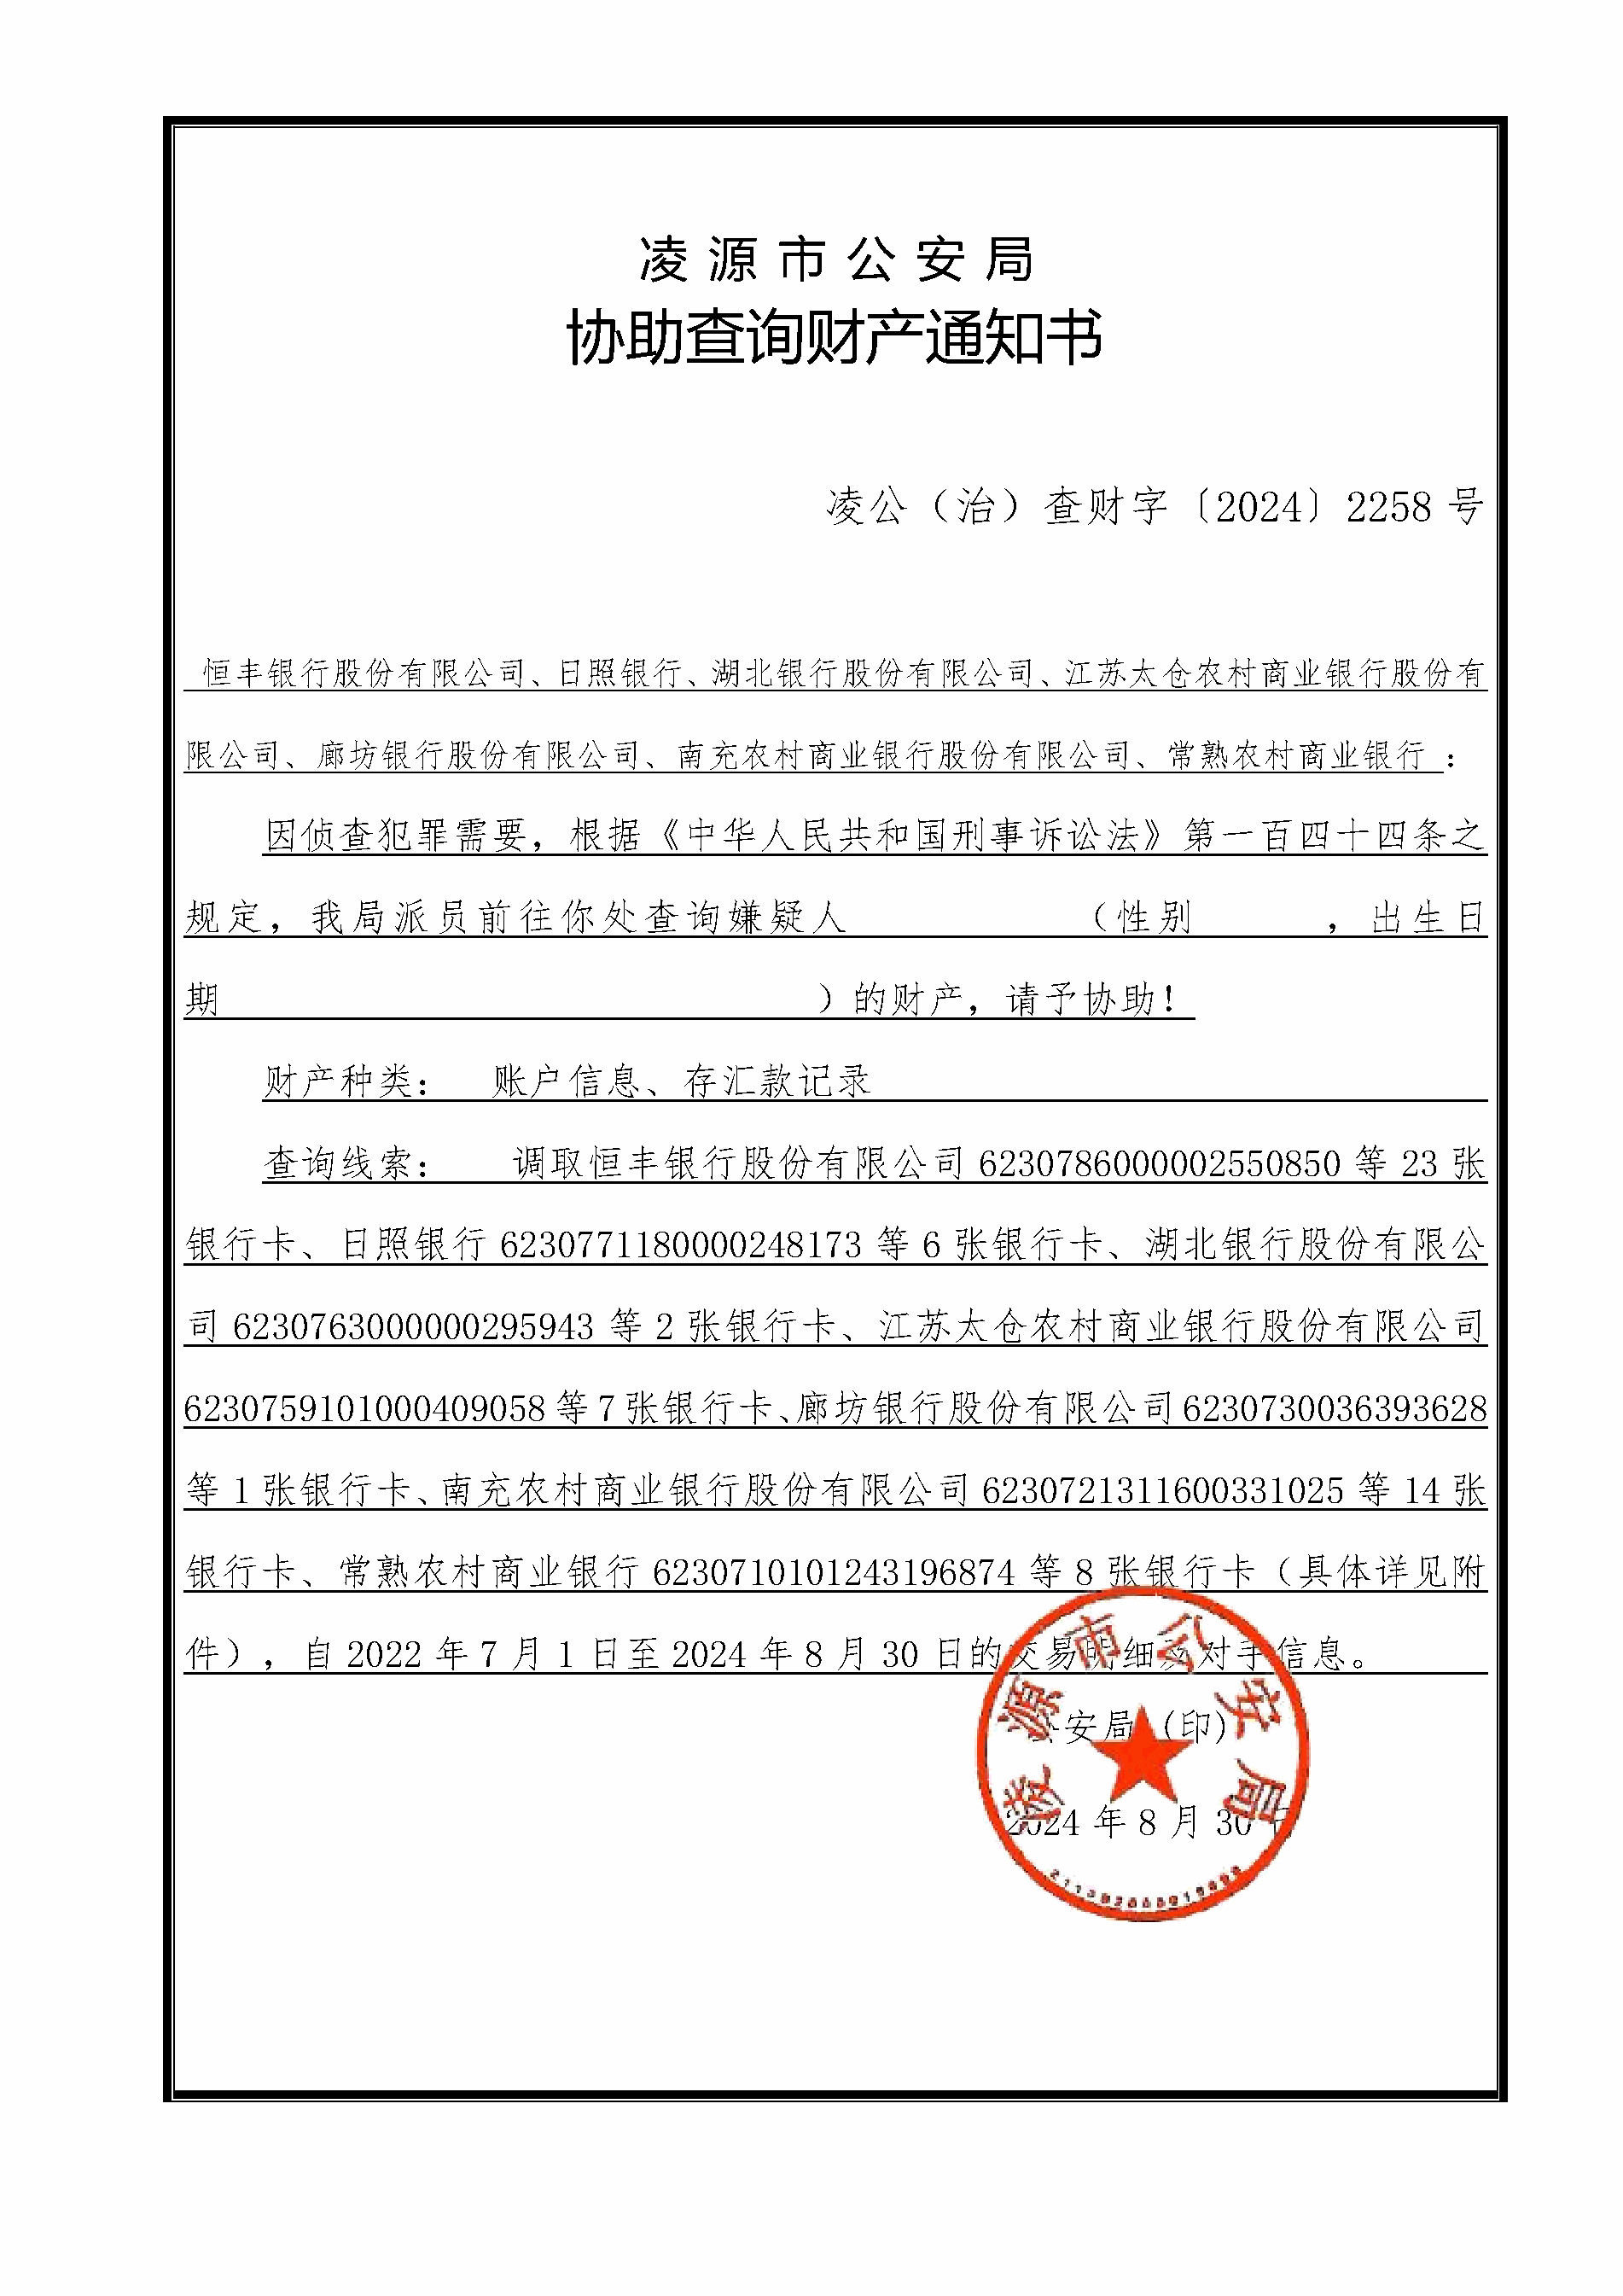 凌源市公安局
协助查询财产通知书
凌公（治）查财字〔2024〕2258 号
恒丰银行股份有限公司、日照银行、湖北银行股份有限公司、江苏太仓农村商业银行股份有
限公司、廊坊银行股份有限公司、南充农村商业银行股份有限公司、常熟农村商业银行 ：
因侦查犯罪需要，根据《中华人民共和国刑事诉讼法》第一百四十四条之
规定，我局派员前往你处查询嫌疑人 （性别 ，出生日
期 ）的财产，请予协助！
财产种类： 账户信息、存汇款记录
查询线索： 调取恒丰银行股份有限公司 6230786000002550850 等 23 张
银行卡、日照银行 6230771180000248173 等 6 张银行卡、湖北银行股份有限公
司 6230763000000295943 等 2 张银行卡、江苏太仓农村商业银行股份有限公司
6230759101000409058 等 7 张银行卡、廊坊银行股份有限公司 6230730036393628
等 1 张银行卡、南充农村商业银行股份有限公司 6230721311600331025 等 14 张
银行卡、常熟农村商业银行 6230710101243196874 等 8 张银行卡（具体详见附
件），自 2022 年 7 月 1 日至 2024 年 8 月 30 日的交易明细及对手信息。
公安局（印）
2024 年 8 月 30 日
凌源市公安局